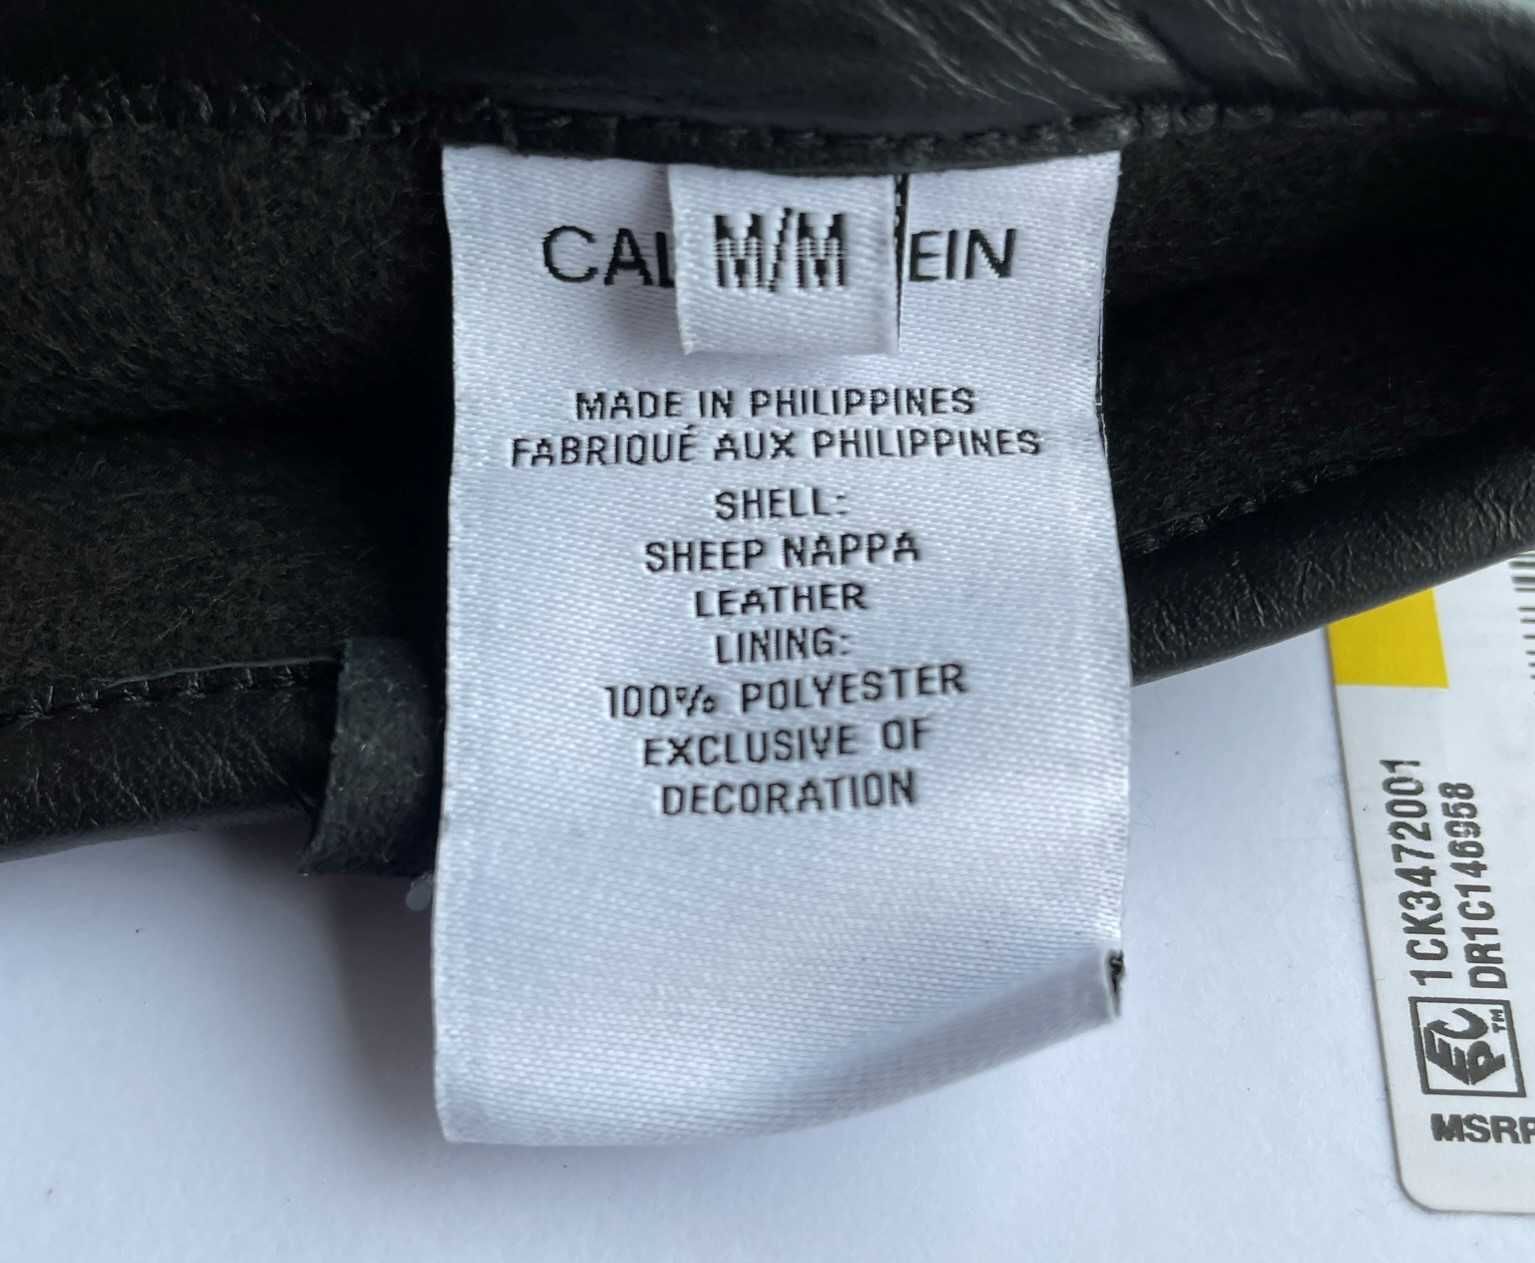 CAL M/M EIN
MADE IN PHILIPPINES
FABRIQUÉ AUX PHILIPPINES
SHELL:
SHEEP NAPPA
LEATHER
LINING:
100% POLYESTER
EXCLUSIVE OF
DECORATION
1CK3472001
DR1C146958
EPC™
MSRP